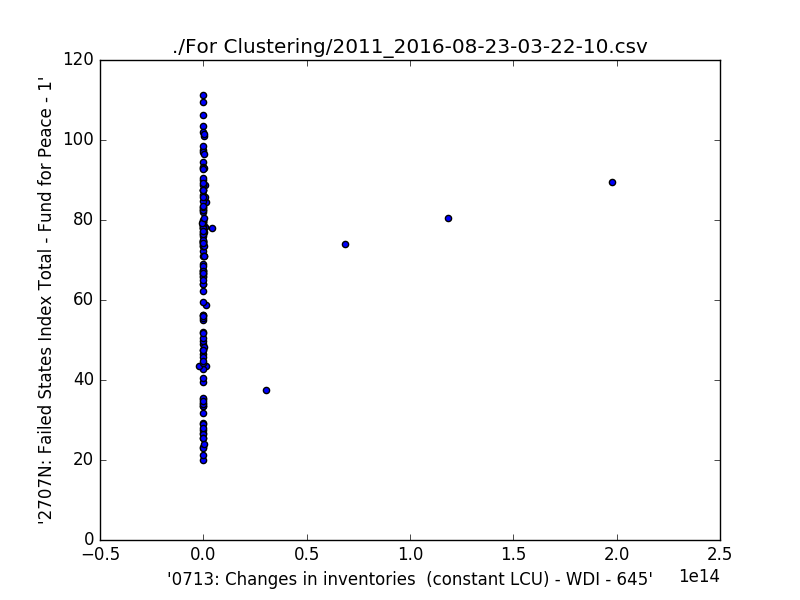 ./For Clustering/2011_2016-08-23-03-22-10.csv
120
100
80
60
40
20
0
'2707N: Failed States Index Total - Fund for Peace - 1'
−0.5 0.0 0.5 1.0 1.5 2.0 2.5
1e14
'0713: Changes in inventories  (constant LCU) - WDI - 645'